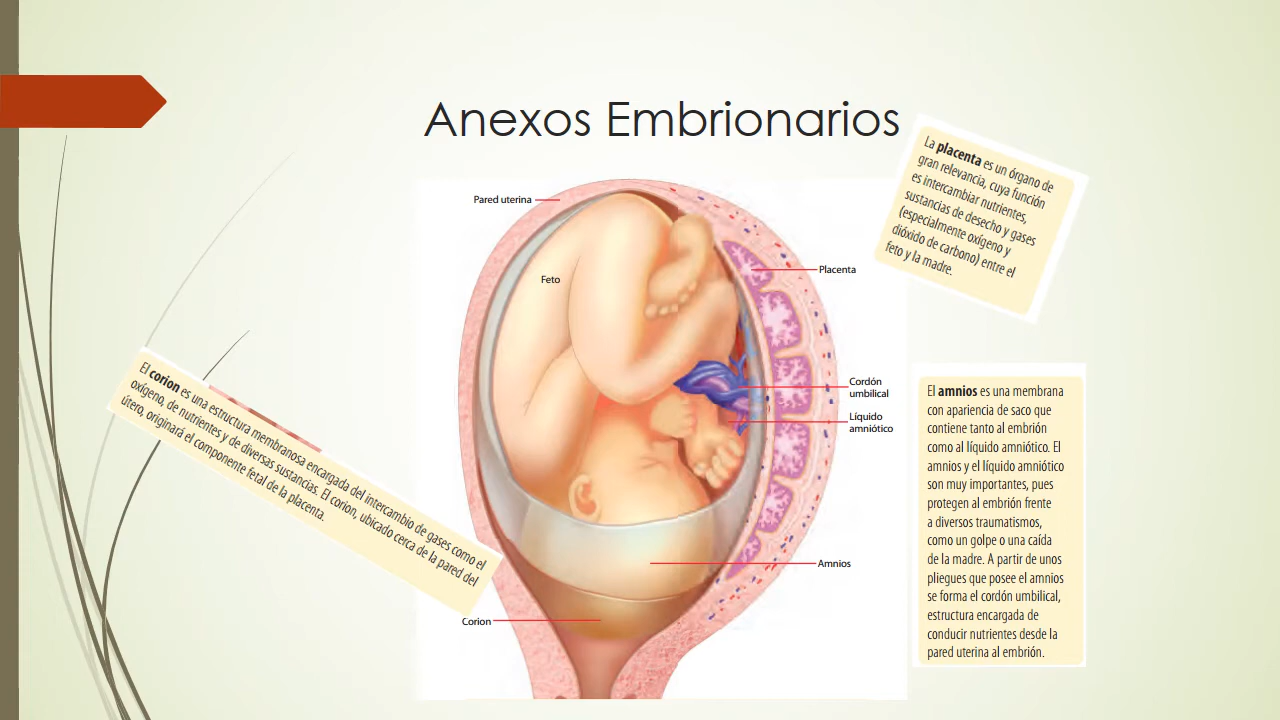 Anexos Embrionarios
La placenta es un órgano de
gran relevancia, cuya función
es intercambiar nutrientes,
sustancias de desecho y gases
(especialmente oxígeno y
dióxido de carbono) entre el
feto y la madre.
Pared uterina
Feto
Placenta
Cordón
umbilical
Líquido
amniótico
Amnios
Corion
El corion es una estructura membranosa encargada del intercambio de gases como el
oxígeno, de nutrientes y de diversas sustancias. El corion, ubicado cerca de la pared del
útero, originará el componente fetal de la placenta.
El amnios es una membrana
con apariencia de saco que
contiene tanto al embrión
como al líquido amniótico. El
amnios y el líquido amniótico
son muy importantes, pues
protegen al embrión frente
a diversos traumatismos,
como un golpe o una caída
de la madre. A partir de unos
pliegues que posee el amnios
se forma el cordón umbilical,
estructura encargada de
conducir nutrientes desde la
pared uterina al embrión.